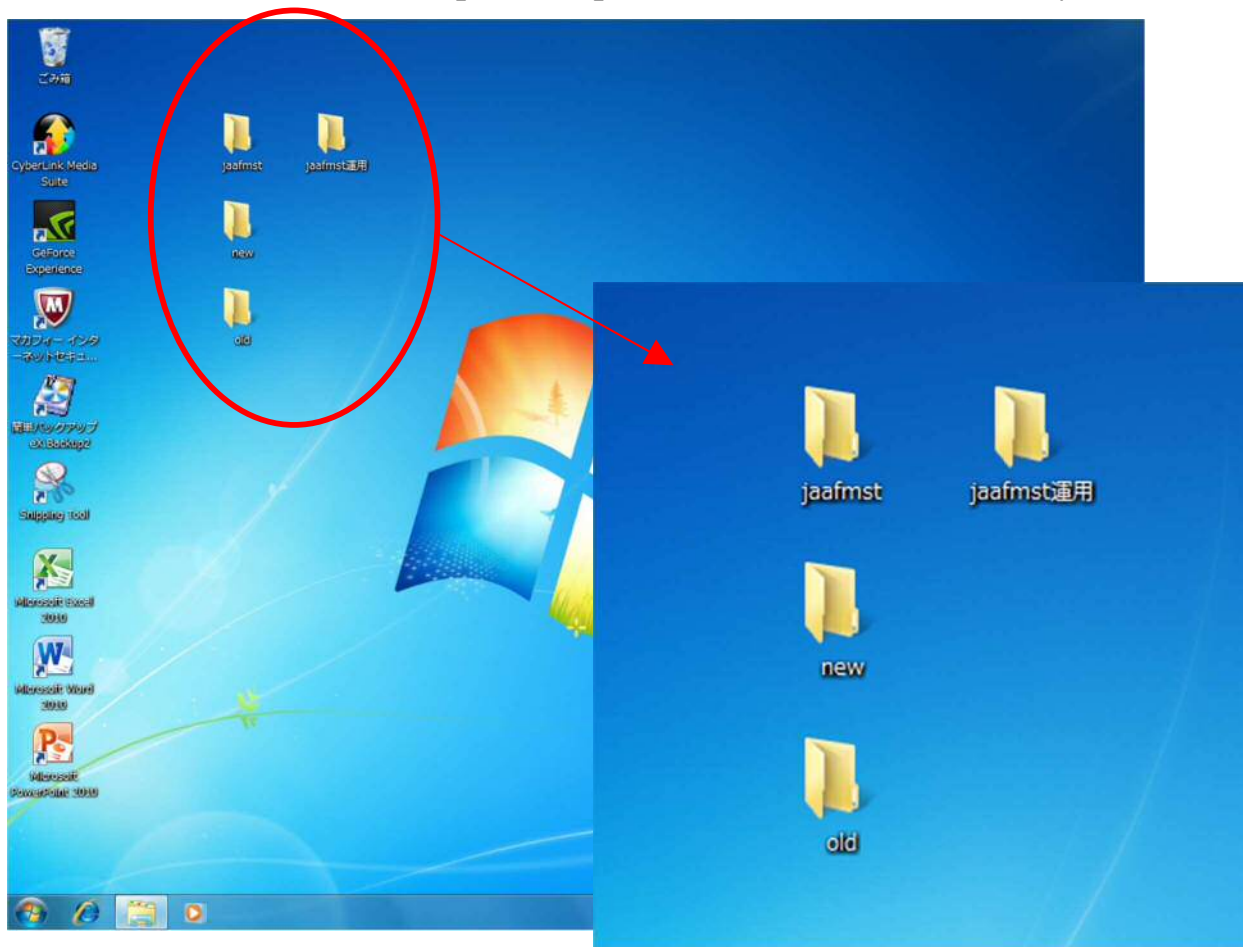 ごみ箱
CyberLink Media
Suite
GeForce
Experience
マカフィー インタ
ーネットセキュ...
簡単バックアップ
eX.Backup2
Snipping Tool
Microsoft Excel
2010
Microsoft Word
2010
Microsoft
PowerPoint 2010
jaafmst
jaafmst運用
new
old
jaafmst
jaafmst運用
new
old